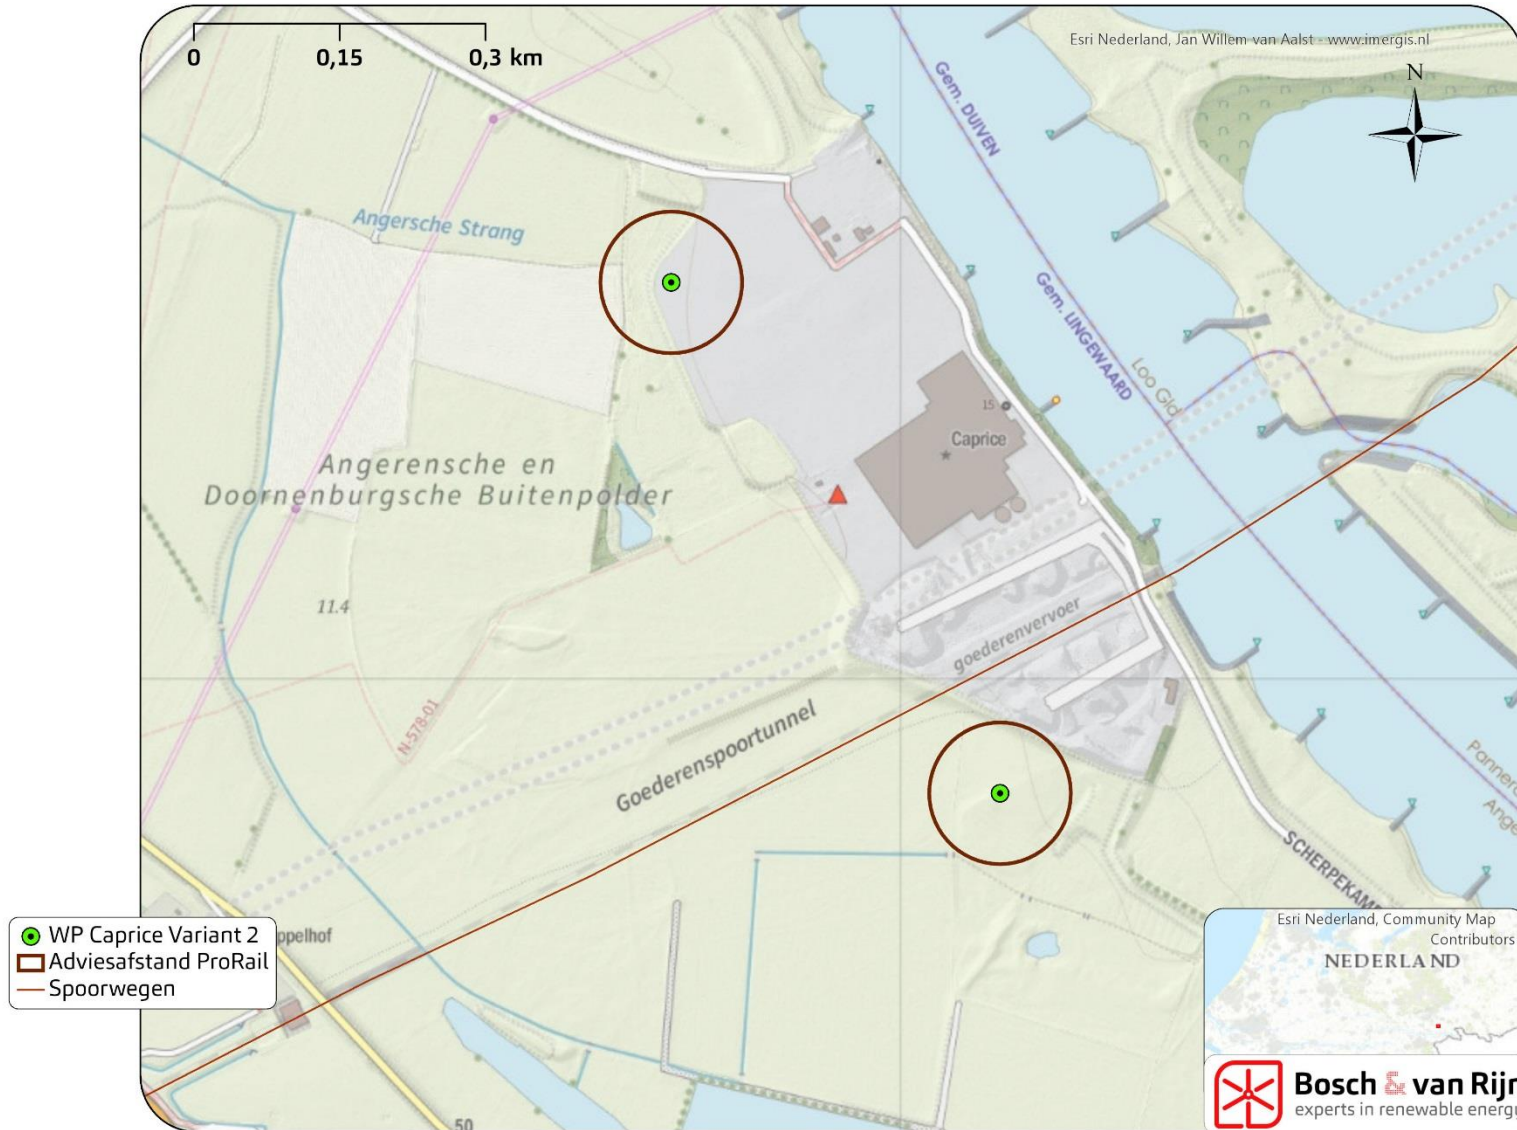 0 0,15 0,3 km
Esri Nederland, Jan Willem van Aalst - www.imergis.nl
N
Gem. DUIVEN
Angersche Strang
Gem. LINGEWAARD
Loo Gld
15
Caprice
Angerensche en
Doornenburgsche Buitenpolder
11.4
goederenvervoer
N-578-01
Goederenspoortunnel
SCHERPEKAMP
WP Caprice Variant 2
Adviesafstand ProRail
Spoorwegen
50
Esri Nederland, Community Map
Contributors
NEDERLAND
Bosch & van Rijn
experts in renewable energy